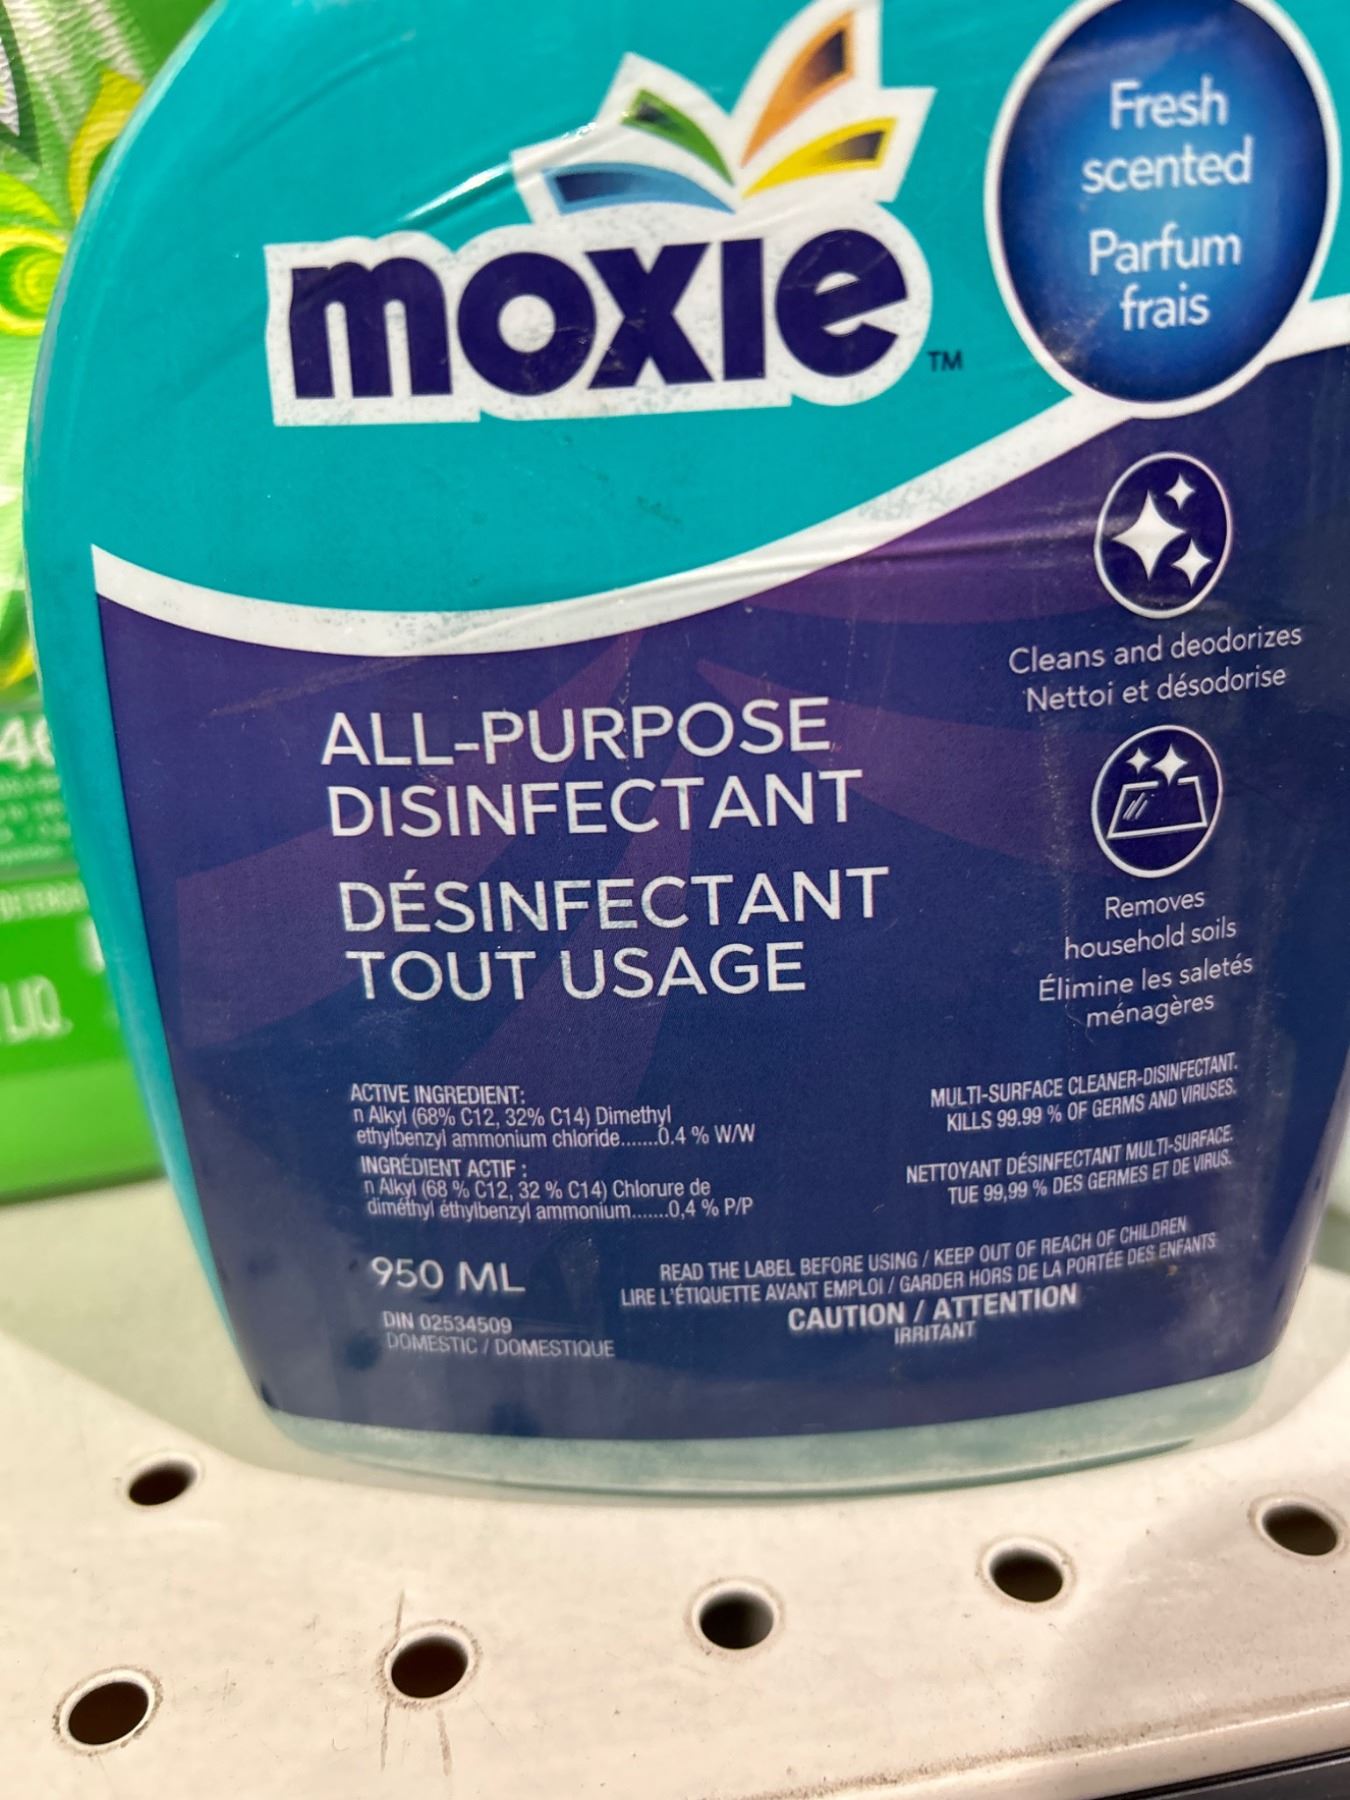 moxie
TM
Fresh
scented
Parfum
frais
Cleans and deodorizes
Nettoi et désodorise
ALL-PURPOSE
DISINFECTANT
DÉSINFECTANT
TOUT USAGE
Removes
household soils
Élimine les saletés
ménagères
ACTIVE INGREDIENT:
n Alkyl (68% C12, 32% C14) Dimethyl
ethylbenzyl ammonium chloride.......0.4 % W/W
INGRÉDIENT ACTIF :
n Alkyl (68 % C12, 32 % C14) Chlorure de
diméthyl éthylbenzyl ammonium.......0,4 % P/P
MULTI-SURFACE CLEANER-DISINFECTANT.
KILLS 99.99 % OF GERMS AND VIRUSES.
NETTOYANT DÉSINFECTANT MULTI-SURFACE.
TUE 99,99 % DES GERMES ET DE VIRUS.
950 ML
DIN 02534509
DOMESTIC / DOMESTIQUE
READ THE LABEL BEFORE USING / KEEP OUT OF REACH OF CHILDREN
LIRE L'ÉTIQUETTE AVANT EMPLOI / GARDER HORS DE LA PORTÉE DES ENFANTS
CAUTION / ATTENTION
IRRITANT
LIQ.